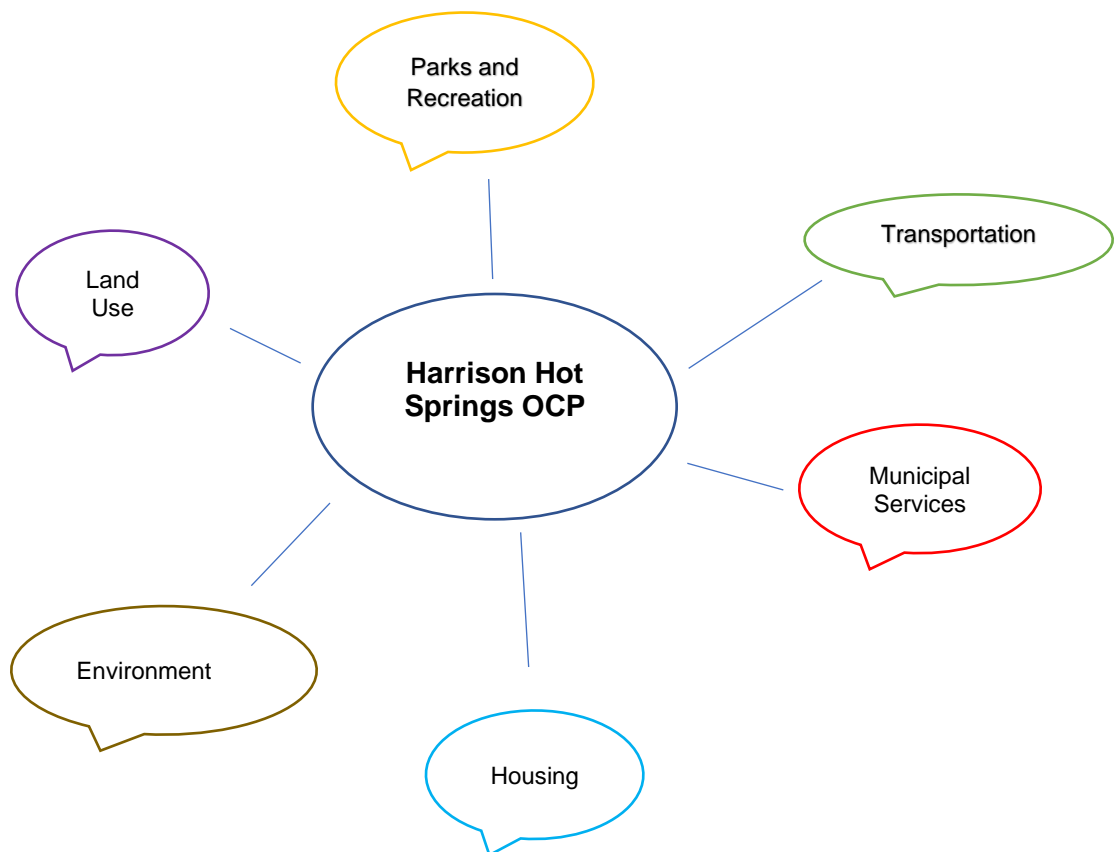 Parks and
Recreation
Transportation
Land
Use
Harrison Hot
Springs OCP
Municipal
Services
Environment
Housing